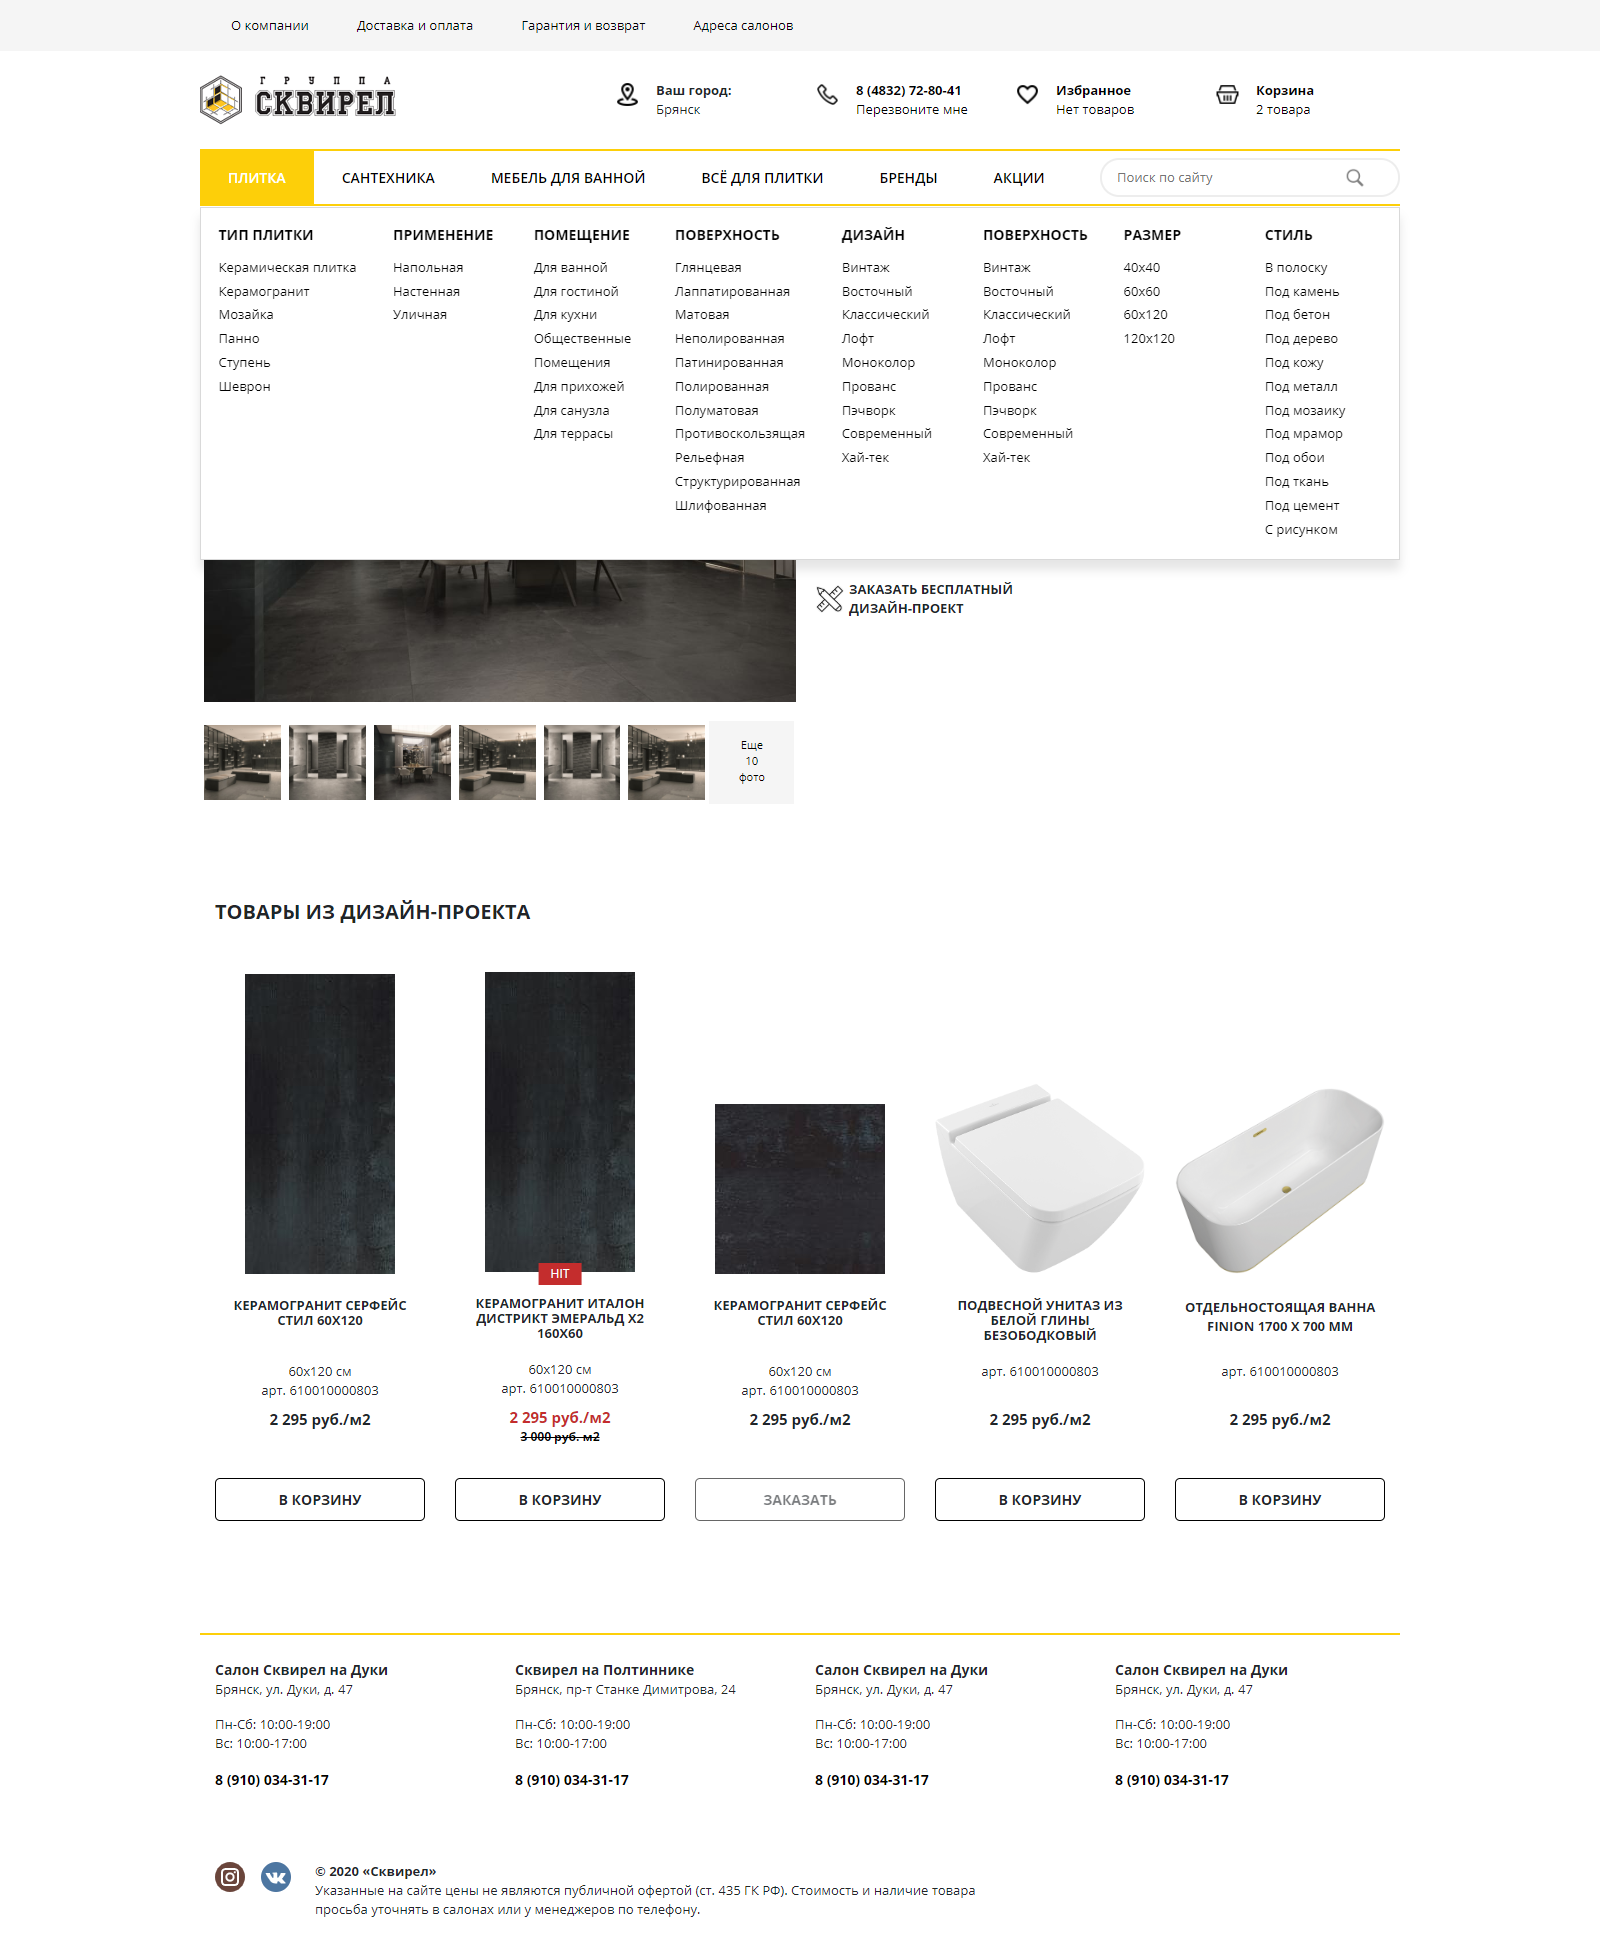 О компании
Доставка и оплата
Гарантия и возврат
Адреса салонов
ГРУППА
СКВИРЕЛ
Ваш город:
Брянск
8 (4832) 72-80-41
Перезвоните мне
Избранное
Нет товаров
Корзина
2 товара
ПЛИТКА
САНТЕХНИКА
МЕБЕЛЬ ДЛЯ ВАННОЙ
ВСЁ ДЛЯ ПЛИТКИ
БРЕНДЫ
АКЦИИ
Поиск по сайту
ТИП ПЛИТКИ
Керамическая плитка
Керамогранит
Мозайка
Панно
Ступень
Шеврон
ПРИМЕНЕНИЕ
Напольная
Настенная
Уличная
ПОМЕЩЕНИЕ
Для ванной
Для гостиной
Для кухни
Общественные
Помещения
Для прихожей
Для санузла
Для террасы
ПОВЕРХНОСТЬ
Глянцевая
Лаппатированная
Матовая
Неполированная
Патинированная
Полированная
Полуматовая
Противоскользящая
Рельефная
Структурированная
Шлифованная
ДИЗАЙН
Винтаж
Восточный
Классический
Лофт
Моноколор
Прованс
Пэчворк
Современный
Хай-тек
ПОВЕРХНОСТЬ
Винтаж
Восточный
Классический
Лофт
Моноколор
Прованс
Пэчворк
Современный
Хай-тек
РАЗМЕР
40х40
60х60
60х120
120х120
СТИЛЬ
В полоску
Под камень
Под бетон
Под дерево
Под кожу
Под металл
Под мозаику
Под мрамор
Под обои
Под ткань
Под цемент
С рисунком
ЗАКАЗАТЬ БЕСПЛАТНЫЙ
ДИЗАЙН-ПРОЕКТ
Еще
10
фото
ТОВАРЫ ИЗ ДИЗАЙН-ПРОЕКТА
КЕРАМОГРАНИТ СЕРФЕЙС
СТИЛ 60Х120
60х120 см
арт. 610010000803
2 295 руб./м2
В КОРЗИНУ
HIT
КЕРАМОГРАНИТ ИТАЛОН
ДИСТРИКТ ЭМЕРАЛЬД Х2
160Х60
60х120 см
арт. 610010000803
2 295 руб./м2
3 000 руб. м2
В КОРЗИНУ
КЕРАМОГРАНИТ СЕРФЕЙС
СТИЛ 60Х120
60х120 см
арт. 610010000803
2 295 руб./м2
ЗАКАЗАТЬ
ПОДВЕСНОЙ УНИТАЗ ИЗ
БЕЛОЙ ГЛИНЫ
БЕЗОБОДКОВЫЙ
арт. 610010000803
2 295 руб./м2
В КОРЗИНУ
ОТДЕЛЬНОСТОЯЩАЯ ВАННА
FINION 1700 X 700 ММ
арт. 610010000803
2 295 руб./м2
В КОРЗИНУ
Салон Сквирел на Дуки
Брянск, ул. Дуки, д. 47
Пн-Сб: 10:00-19:00
Вс: 10:00-17:00
8 (910) 034-31-17
Сквирел на Полтиннике
Брянск, пр-т Станке Димитрова, 24
Пн-Сб: 10:00-19:00
Вс: 10:00-17:00
8 (910) 034-31-17
Салон Сквирел на Дуки
Брянск, ул. Дуки, д. 47
Пн-Сб: 10:00-19:00
Вс: 10:00-17:00
8 (910) 034-31-17
Салон Сквирел на Дуки
Брянск, ул. Дуки, д. 47
Пн-Сб: 10:00-19:00
Вс: 10:00-17:00
8 (910) 034-31-17
© 2020 «Сквирел»
Указанные на сайте цены не являются публичной офертой (ст. 435 ГК РФ). Стоимость и наличие товара
просьба уточнять в салонах или у менеджеров по телефону.